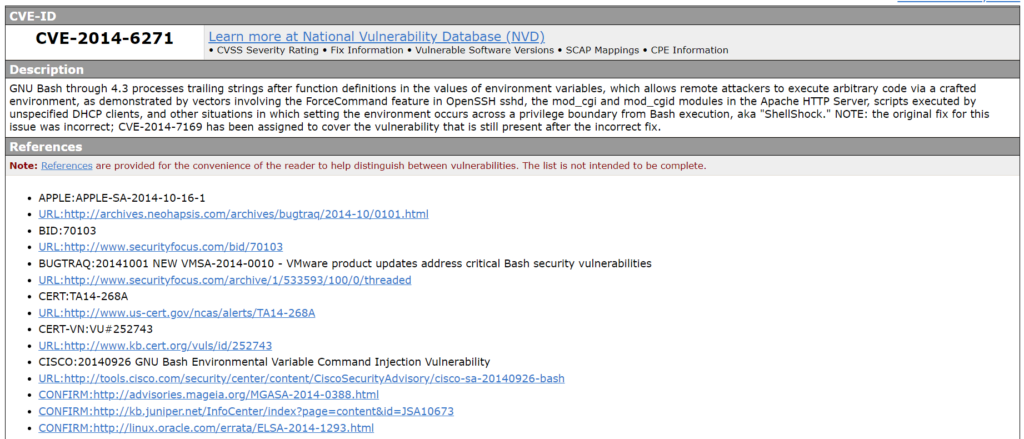 CVE-ID
CVE-2014-6271
Learn more at National Vulnerability Database (NVD)
• CVSS Severity Rating • Fix Information • Vulnerable Software Versions • SCAP Mappings • CPE Information
Description
GNU Bash through 4.3 processes trailing strings after function definitions in the values of environment variables, which allows remote attackers to execute arbitrary code via a crafted
environment, as demonstrated by vectors involving the ForceCommand feature in OpenSSH sshd, the mod_cgi and mod_cgid modules in the Apache HTTP Server, scripts executed by
unspecified DHCP clients, and other situations in which setting the environment occurs across a privilege boundary from Bash execution, aka "ShellShock." NOTE: the original fix for this
issue was incorrect; CVE-2014-7169 has been assigned to cover the vulnerability that is still present after the incorrect fix.
References
Note: References are provided for the convenience of the reader to help distinguish between vulnerabilities. The list is not intended to be complete.
• APPLE:APPLE-SA-2014-10-16-1
• URL:http://archives.neohapsis.com/archives/bugtraq/2014-10/0101.html
• BID:70103
• URL:http://www.securityfocus.com/bid/70103
• BUGTRAQ:20141001 NEW VMSA-2014-0010 - VMware product updates address critical Bash security vulnerabilities
• URL:http://www.securityfocus.com/archive/1/533593/100/0/threaded
• CERT:TA14-268A
• URL:http://www.us-cert.gov/ncas/alerts/TA14-268A
• CERT-VN:VU#252743
• URL:http://www.kb.cert.org/vuls/id/252743
• CISCO:20140926 GNU Bash Environmental Variable Command Injection Vulnerability
• URL:http://tools.cisco.com/security/center/content/CiscoSecurityAdvisory/cisco-sa-20140926-bash
• CONFIRM:http://advisories.mageia.org/MGASA-2014-0388.html
• CONFIRM:http://kb.juniper.net/InfoCenter/index?page=content&id=JSA10673
• CONFIRM:http://linux.oracle.com/errata/ELSA-2014-1293.html